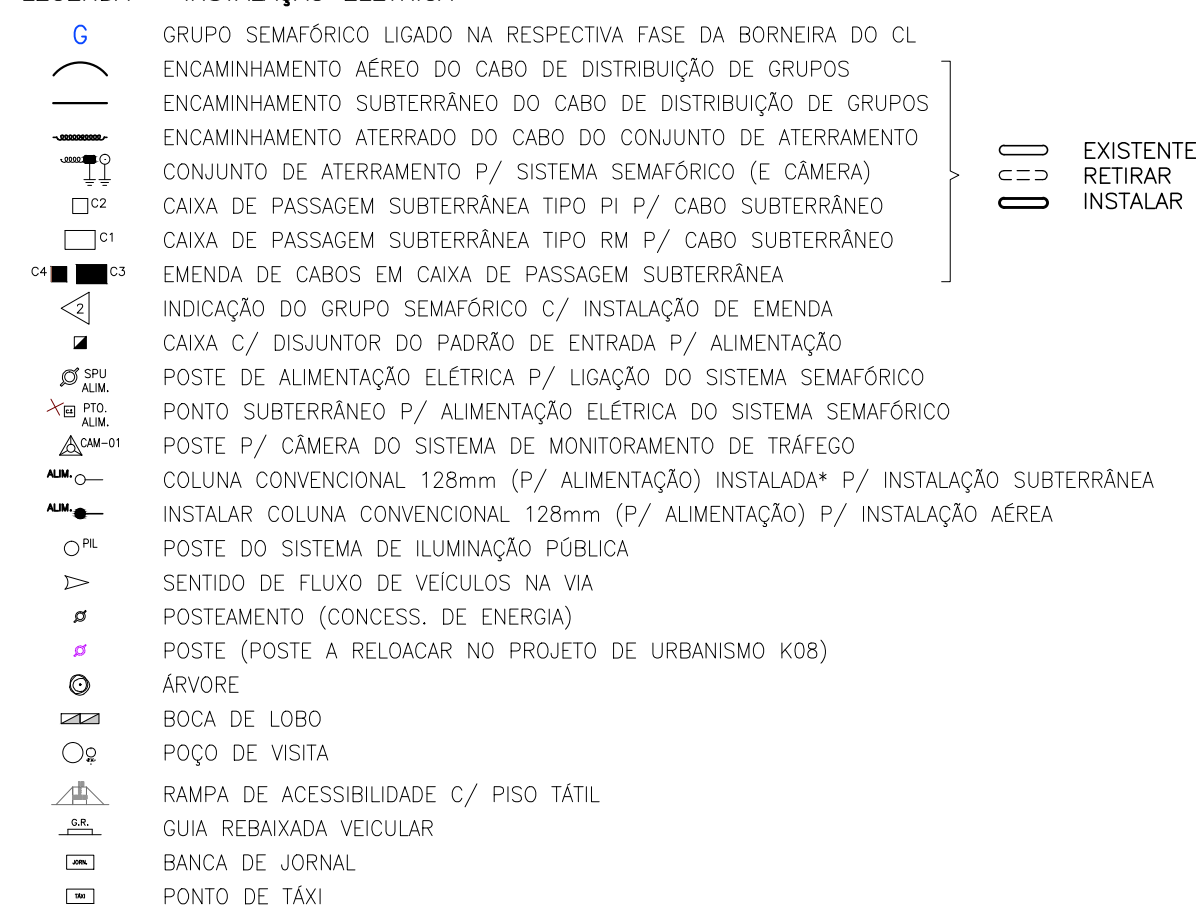 G GRUPO SEMAFÓRICO LIGADO NA RESPECTIVA FASE DA BORNEIRA DO CL
ENCAMINHAMENTO AÉREO DO CABO DE DISTRIBUIÇÃO DE GRUPOS
ENCAMINHAMENTO SUBTERRÂNEO DO CABO DE DISTRIBUIÇÃO DE GRUPOS
ENCAMINHAMENTO ATERRADO DO CABO DO CONJUNTO DE ATERRAMENTO
CONJUNTO DE ATERRAMENTO P/ SISTEMA SEMAFÓRICO (E CÂMERA)
C2 CAIXA DE PASSAGEM SUBTERRÂNEA TIPO PI P/ CABO SUBTERRÂNEO
C1 CAIXA DE PASSAGEM SUBTERRÂNEA TIPO RM P/ CABO SUBTERRÂNEO
C4 C3 EMENDA DE CABOS EM CAIXA DE PASSAGEM SUBTERRÂNEA
EXISTENTE
RETIRAR
INSTALAR
2 INDICAÇÃO DO GRUPO SEMAFÓRICO C/ INSTALAÇÃO DE EMENDA
CAIXA C/ DISJUNTOR DO PADRÃO DE ENTRADA P/ ALIMENTAÇÃO
SPU
ALIM.
POSTE DE ALIMENTAÇÃO ELÉTRICA P/ LIGAÇÃO DO SISTEMA SEMAFÓRICO
PTO.
ALIM.
PONTO SUBTERRÂNEO P/ ALIMENTAÇÃO ELÉTRICA DO SISTEMA SEMAFÓRICO
CAM-01 POSTE P/ CÂMERA DO SISTEMA DE MONITORAMENTO DE TRÁFEGO
ALIM. COLUNA CONVENCIONAL 128mm (P/ ALIMENTAÇÃO) INSTALADA* P/ INSTALAÇÃO SUBTERRÂNEA
ALIM. INSTALAR COLUNA CONVENCIONAL 128mm (P/ ALIMENTAÇÃO) P/ INSTALAÇÃO AÉREA
PIL POSTE DO SISTEMA DE ILUMINAÇÃO PÚBLICA
SENTIDO DE FLUXO DE VEÍCULOS NA VIA
POSTEAMENTO (CONCESS. DE ENERGIA)
POSTE (POSTE A RELOACAR NO PROJETO DE URBANISMO K08)
ÁRVORE
BOCA DE LOBO
POÇO DE VISITA
RAMPA DE ACESSIBILIDADE C/ PISO TÁTIL
G.R. GUIA REBAIXADA VEICULAR
JORN. BANCA DE JORNAL
TÁXI PONTO DE TÁXI